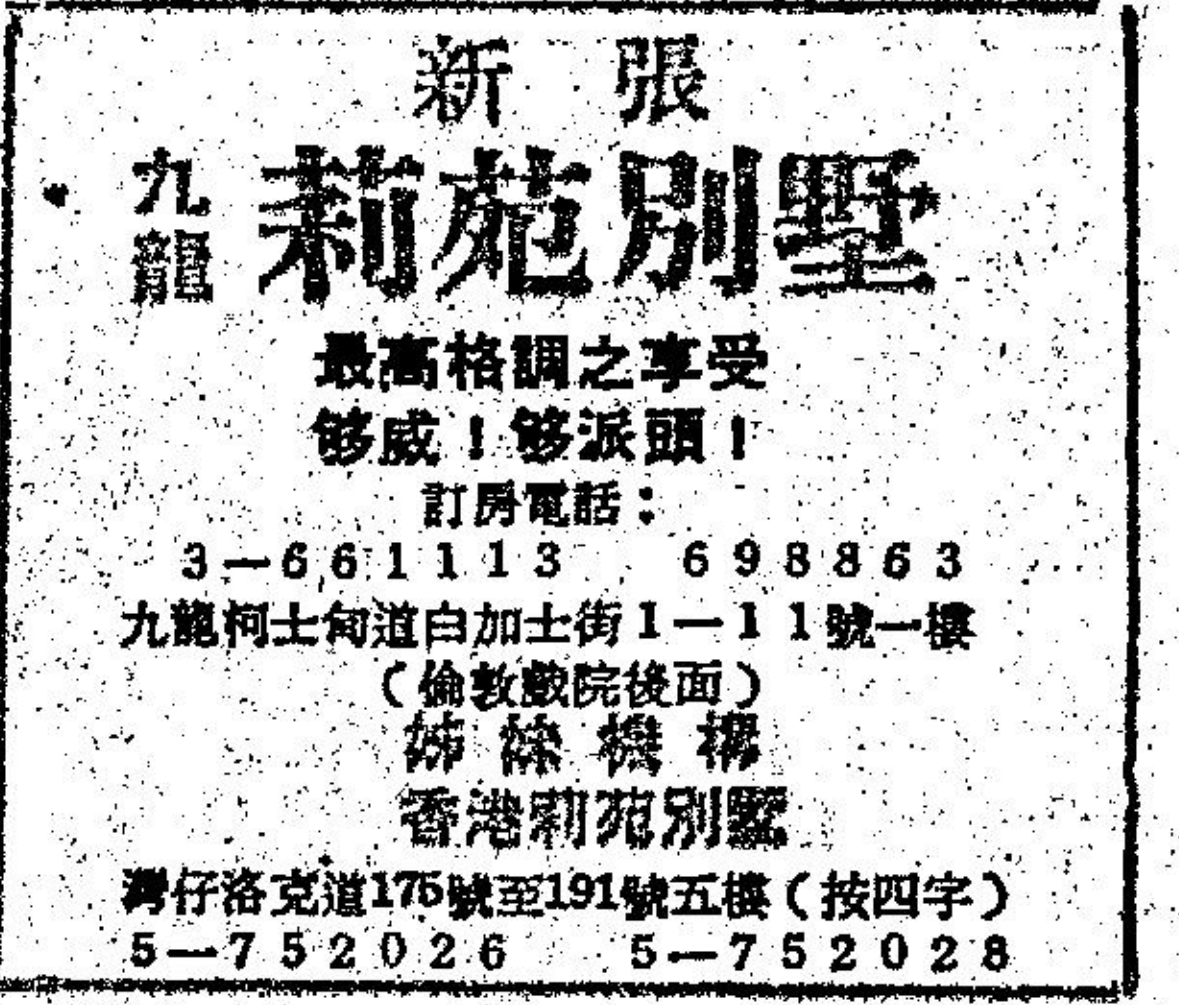 新張
九龍 莉苑別墅
最高格調之享受
够威！够派頭！
訂房電話：
3—661113 698863
九龍柯士甸道白加士街1—11號一樓
（倫敦戲院後面）
姊妹機構
香港莉苑別墅
灣仔洛克道175號至191號五樓（按四字）
5—752026 5—752028